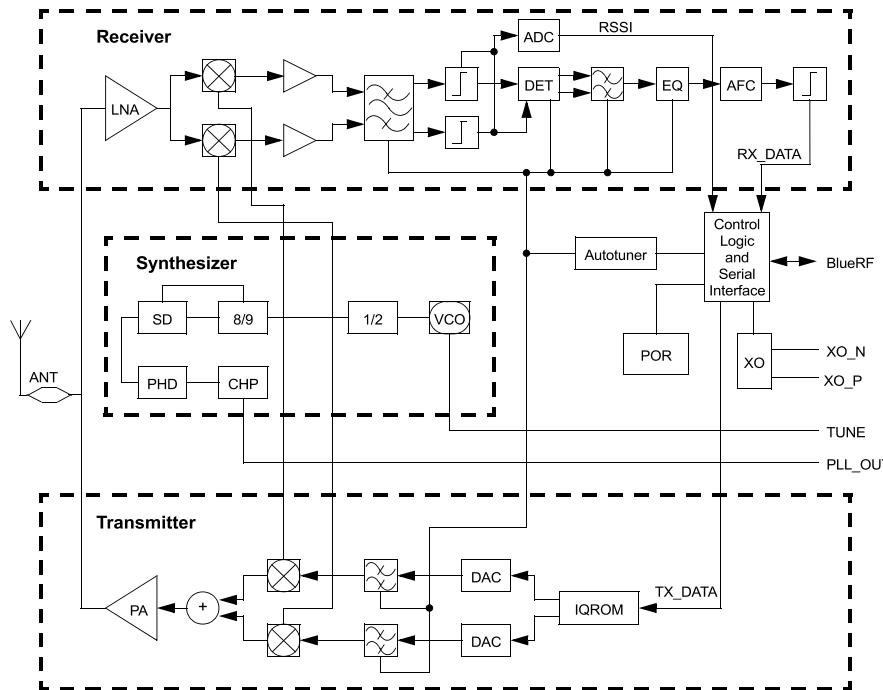 Receiver
ADC
RSSI
LNA
DET
EQ
AFC
RX_DATA
Control
Logic
and
Serial
Interface
Autotuner
BlueRF
Synthesizer
SD
8/9
1/2
VCO
POR
XO
XO_N
XO_P
ANT
PHD
CHP
TUNE
PLL_OUT
Transmitter
DAC
TX_DATA
PA
+
IQROM
DAC